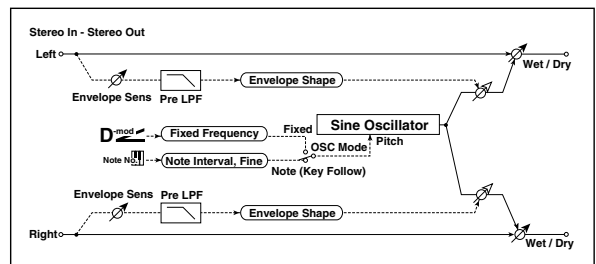 Stereo In - Stereo Out
Left
Wet / Dry
Envelope Sens Pre LPF Envelope Shape
D-mod Fixed Frequency Fixed Sine Oscillator
OSC Mode Pitch
Note No. Note Interval, Fine Note (Key Follow)
Envelope Sens Pre LPF
Envelope Shape
Right
Wet / Dry